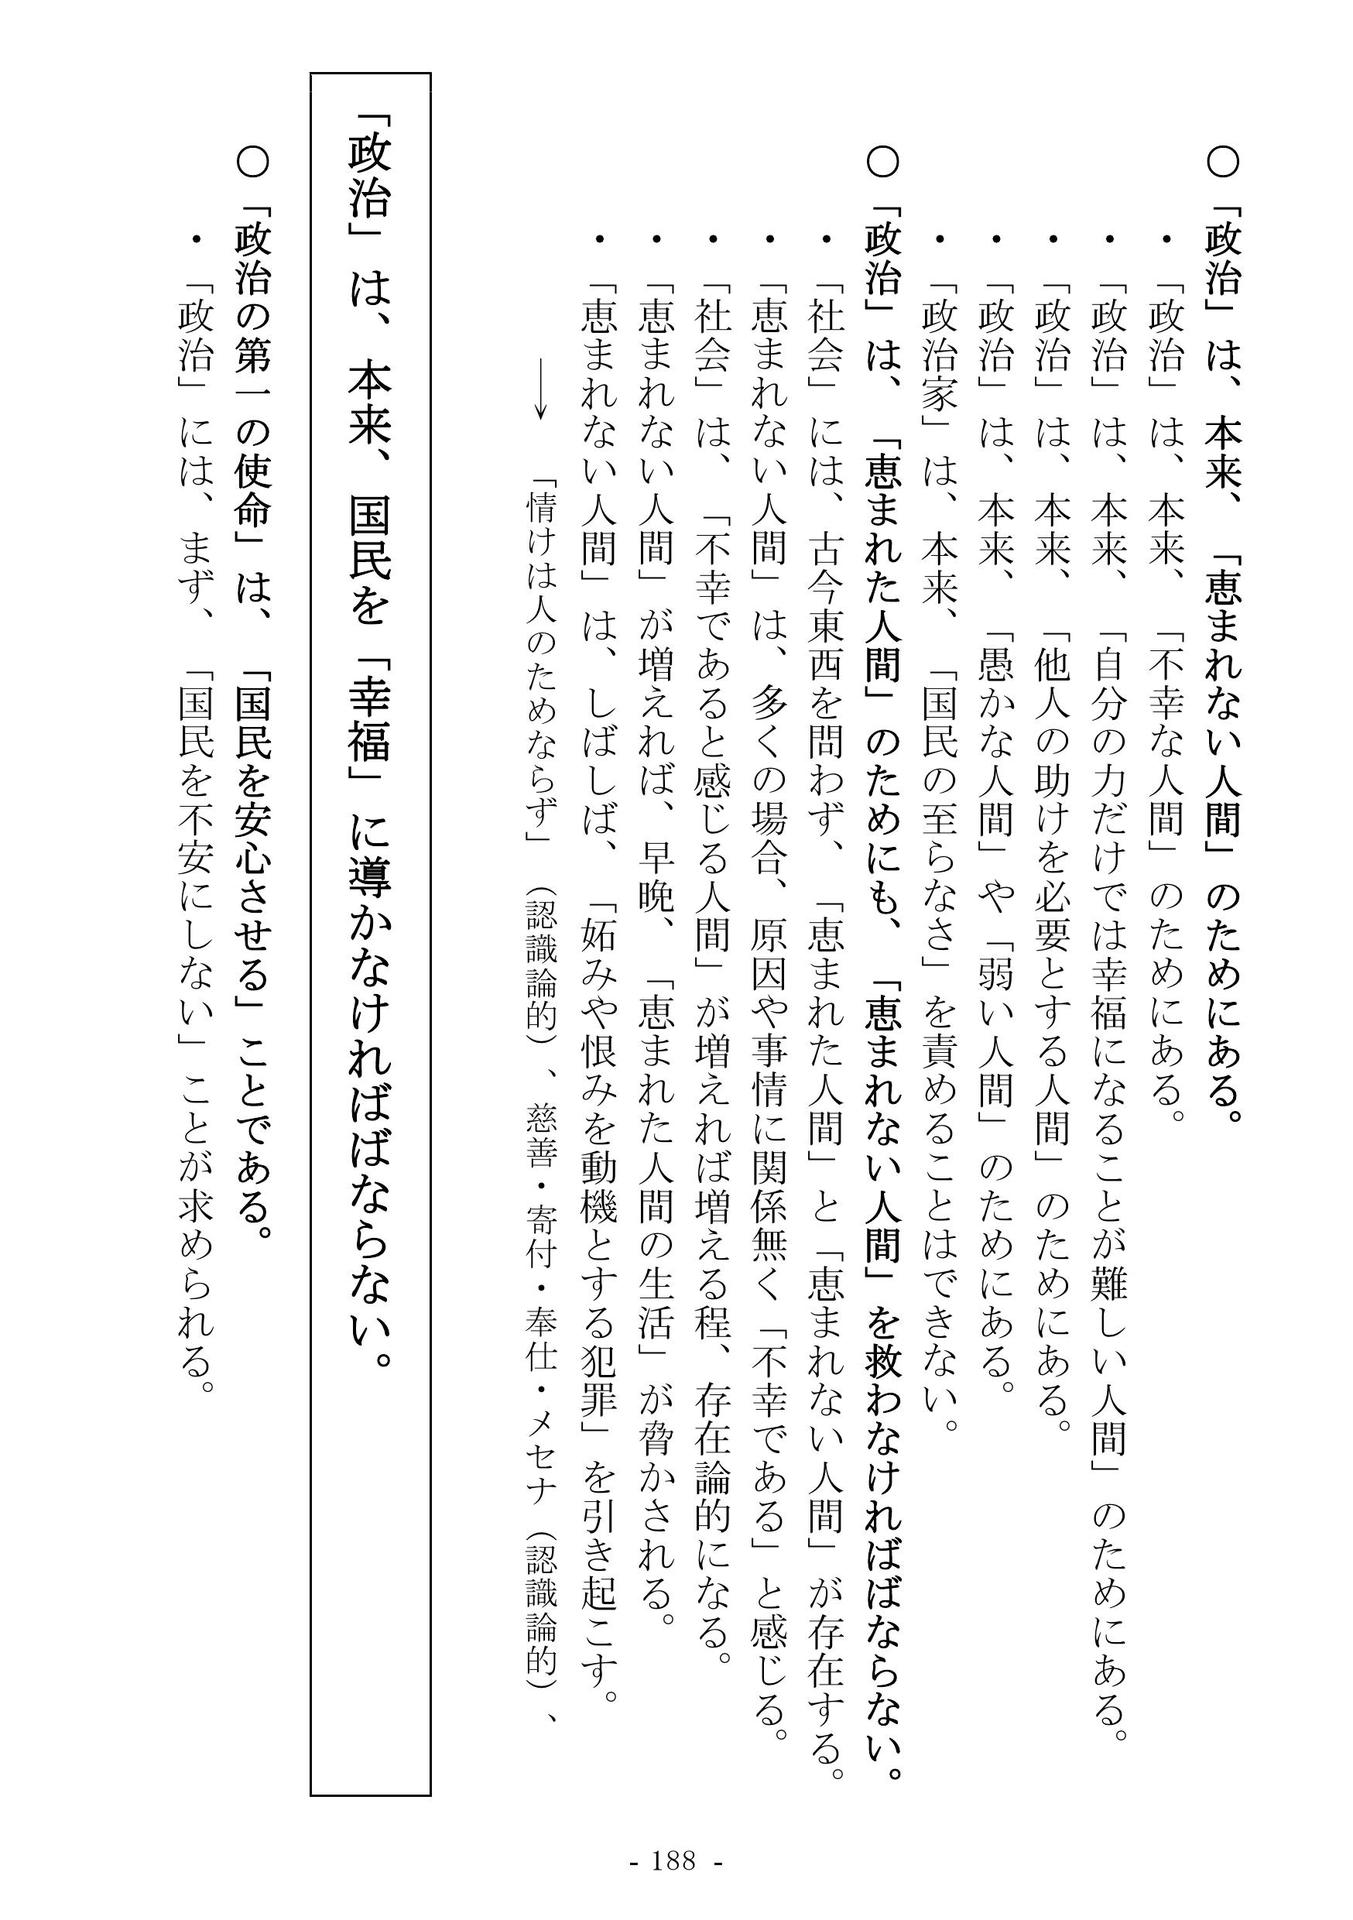 ○「政治」は、本来、「恵まれない人間」のためにある。
・「政治」は、本来、「不幸な人間」のためにある。
・「政治」は、本来、「自分の力だけでは幸福になることが難しい人間」のためにある。
・「政治」は、本来、「他人の助けを必要とする人間」のためにある。
・「政治」は、本来、「愚かな人間」や「弱い人間」のためにある。
・「政治家」は、本来、「国民の至らなさ」を責めることはできない。
○「政治」は、「恵まれた人間」のためにも、「恵まれない人間」を救わなければばならない。
・「社会」には、古今東西を問わず、「恵まれた人間」と「恵まれない人間」が存在する。
・「恵まれない人間」は、多くの場合、原因や事情に関係無く「不幸である」と感じる。
・「社会」は、「不幸であると感じる人間」が増えれば増える程、存在論的になる。
・「恵まれない人間」が増えれば、早晩、「恵まれた人間の生活」が脅かされる。
・「恵まれない人間」は、しばしば、「妬みや恨みを動機とする犯罪」を引き起こす。
→「情けは人のためならず」（認識論的）、慈善・寄付・奉仕・メセナ（認識論的）、
「政治」は、本来、国民を「幸福」に導かなければばならない。
○「政治の第一の使命」は、「国民を安心させる」ことである。
・「政治」には、まず、「国民を不安にしない」ことが求められる。
- 188 -